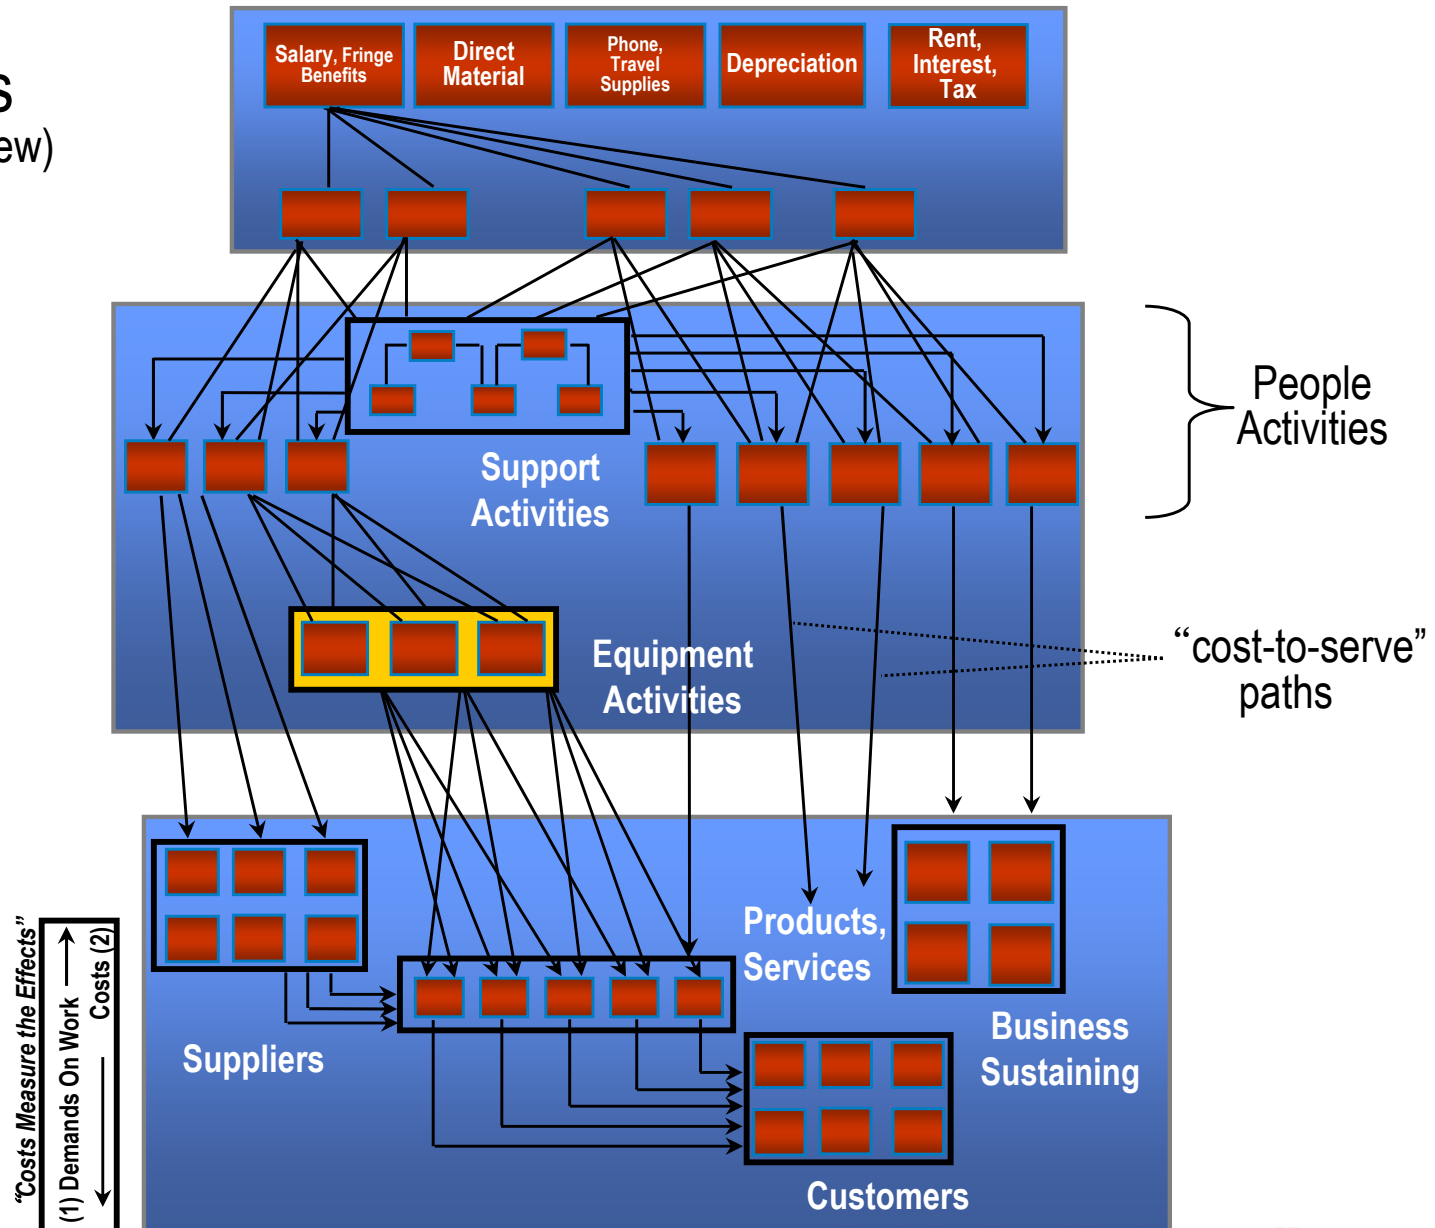 s
ew)
Salary, Fringe
Benefits
Direct
Material
Phone,
Travel
Supplies
Depreciation
Rent,
Interest,
Tax
People
Activities
Support
Activities
Equipment
Activities
“cost-to-serve”
paths
Products,
Services
Business
Sustaining
Suppliers
Customers
“Costs Measure the Effects”
(1) Demands On Work
Costs (2)